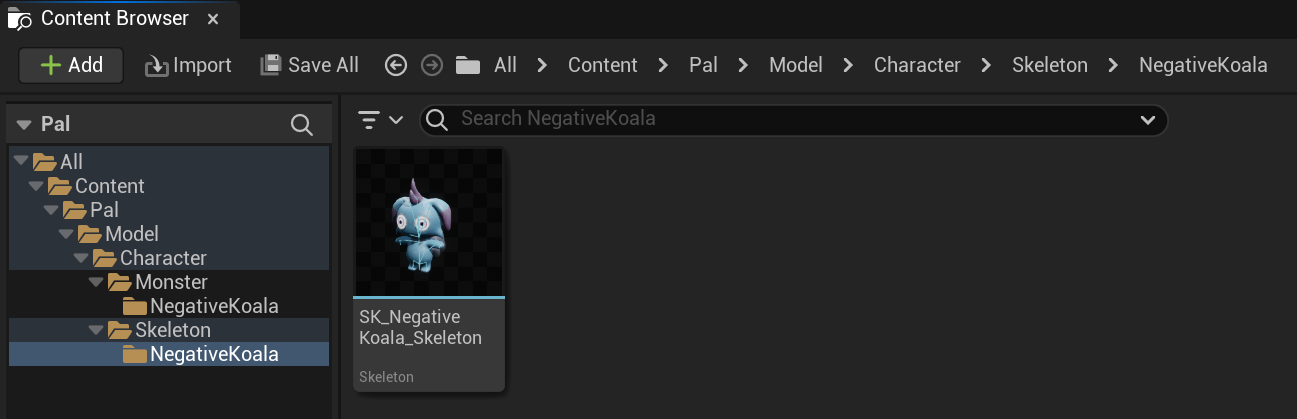 Content Browser
Add Import Save All All Content Pal Model Character Skeleton NegativeKoala
Pal
Search NegativeKoala
All
Content
Pal
Model
Character
Monster
NegativeKoala
Skeleton
NegativeKoala
SK_Negative
Koala_Skeleton
Skeleton